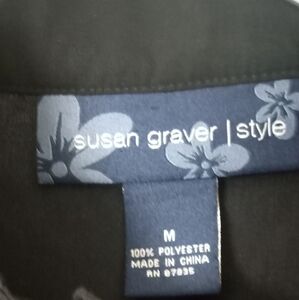 susan graver | style
M
100% POLYESTER
MADE IN CHINA
RN 87835